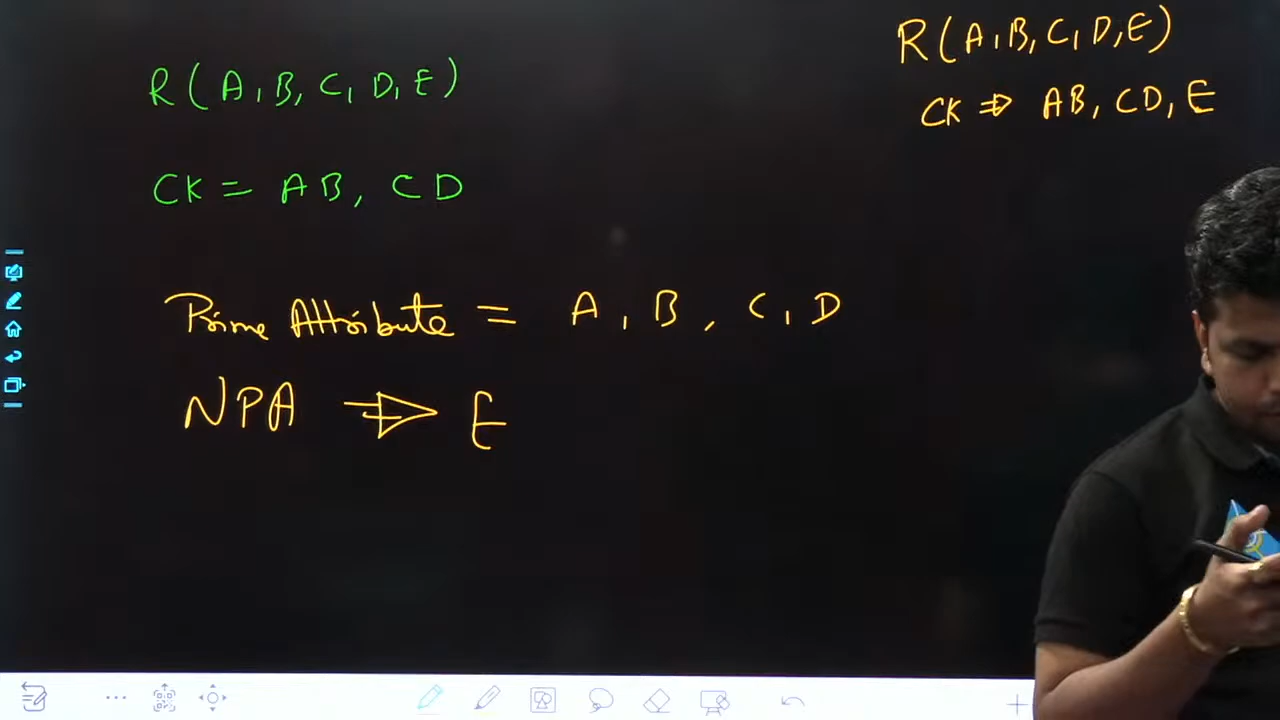 R(A,B,C,D,E)
CK = AB, CD
Prime Attribute = A, B, C, D
NPA ⇒ E
R(A,B,C,D,E)
CK ⇒ AB, CD, E